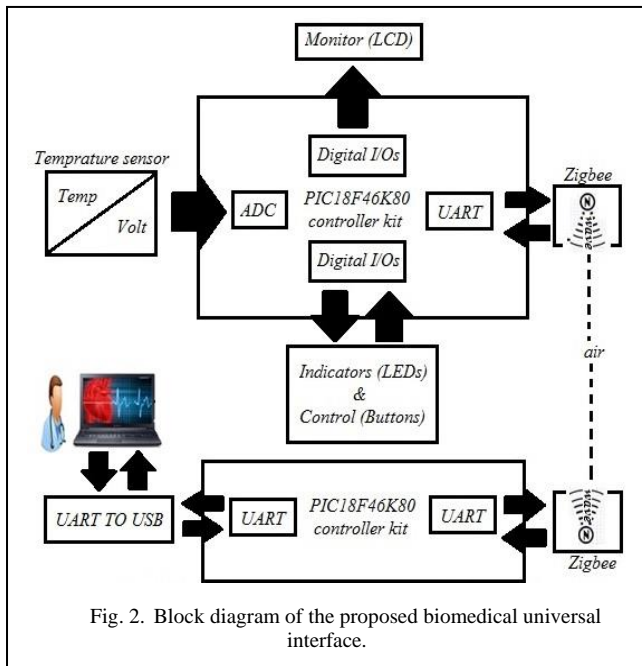 Monitor (LCD)
Digital I/Os
Temprature sensor
Temp
Volt
ADC
PIC18F46K80
controller kit
UART
Zigbee
N
wave
Digital I/Os
air
Indicators (LEDs)
&
Control (Buttons)
UART TO USB
UART
PIC18F46K80
controller kit
UART
wave
N
Zigbee
Fig. 2. Block diagram of the proposed biomedical universal
interface.